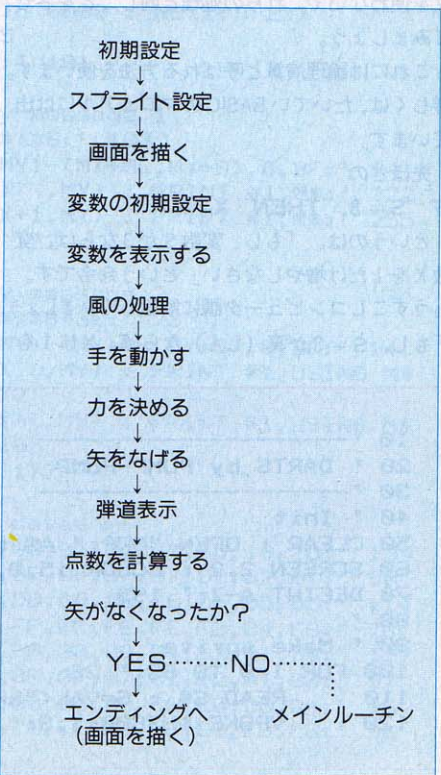 初期設定
↓
スプライト設定
↓
画面を描く
↓
変数の初期設定
↓
変数を表示する
↓
風の処理
↓
手を動かす
↓
力を決める
↓
矢をなげる
↓
弾道表示
↓
点数を計算する
↓
矢がなくなったか?
↓
YES………NO………
↓
エンディングへ メインルーチン
(画面を描く)